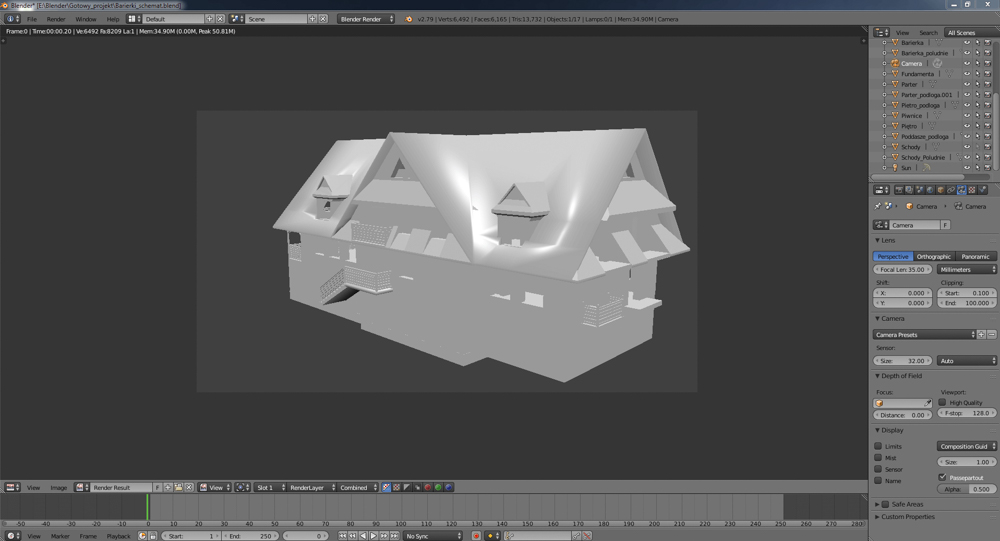 Blender* [E:\Blender\Gotowy_projekt\Barierki_schemat.blend]
File Render Window Help Default Scene Blender Render v2.79 | Verts:6,492 | Faces:6,165 | Tris:13,732 | Objects:1/17 | Lamps:0/1 | Mem:34.90M | Camera
Frame:0 | Time:00:00.20 | Ve:6492 Fa:8209 La:1 | Mem:34.90M (0.00M, Peak 50.81M)
View Search All Scenes
Barierka
Barierka_poludnie
Camera
Fundamenta
Parter
Parter_podloga.001
Pietro_podloga
Piwnice
Piętro
Poddasze_podloga
Schody
Schody_Poludnie
Sun
Camera Camera
Camera F
Lens
Perspective Orthographic Panoramic
Focal Len: 35.00 Millimeters
Shift: Clipping:
X: 0.000 Start: 0.100
Y: 0.000 End: 100.000
Camera
Camera Presets
Sensor:
Size: 32.00 Auto
Depth of Field
Focus: Viewport:
High Quality
Distance: 0.00 F-stop: 128.0
Display
Limits Composition Guid
Mist Size: 1.00
Sensor Passepartout
Name Alpha: 0.500
Safe Areas
Custom Properties
View Image Render Result F View Slot 1 RenderLayer Combined
-50 -40 -30 -20 -10 0 10 20 30 40 50 60 70 80 90 100 110 120 130 140 150 160 170 180 190 200 210 220 230 240 250 260 270 280
View Marker Frame Playback Start: 1 End: 250 0 No Sync